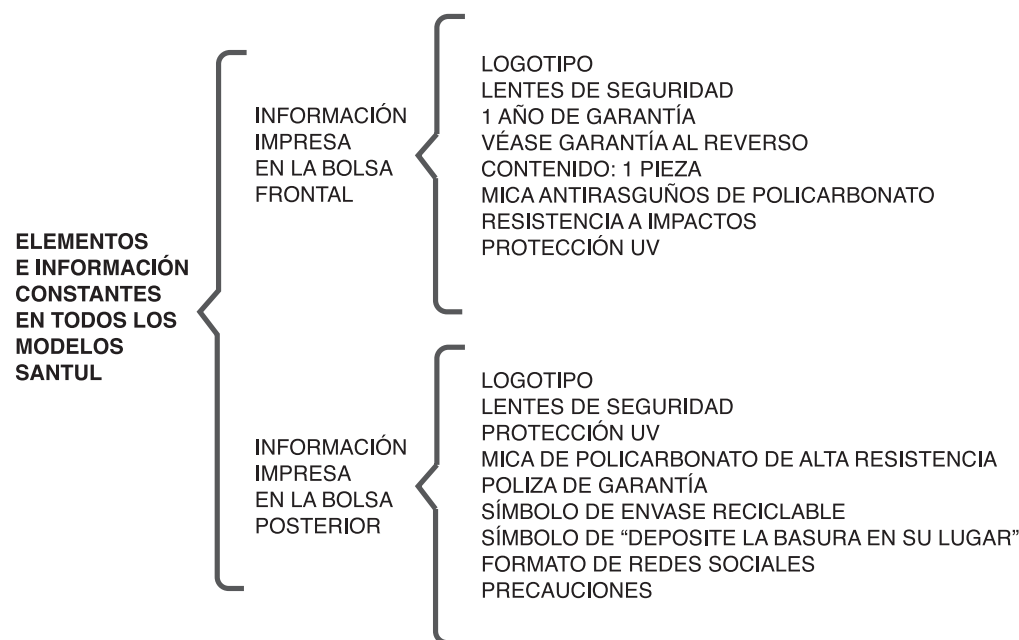 ELEMENTOS
E INFORMACIÓN
CONSTANTES
EN TODOS LOS
MODELOS
SANTUL
INFORMACIÓN
IMPRESA
EN LA BOLSA
FRONTAL
LOGOTIPO
LENTES DE SEGURIDAD
1 AÑO DE GARANTÍA
VÉASE GARANTÍA AL REVERSO
CONTENIDO: 1 PIEZA
MICA ANTIRASGUÑOS DE POLICARBONATO
RESISTENCIA A IMPACTOS
PROTECCIÓN UV
INFORMACIÓN
IMPRESA
EN LA BOLSA
POSTERIOR
LOGOTIPO
LENTES DE SEGURIDAD
PROTECCIÓN UV
MICA DE POLICARBONATO DE ALTA RESISTENCIA
POLIZA DE GARANTÍA
SÍMBOLO DE ENVASE RECICLABLE
SÍMBOLO DE “DEPOSITE LA BASURA EN SU LUGAR”
FORMATO DE REDES SOCIALES
PRECAUCIONES